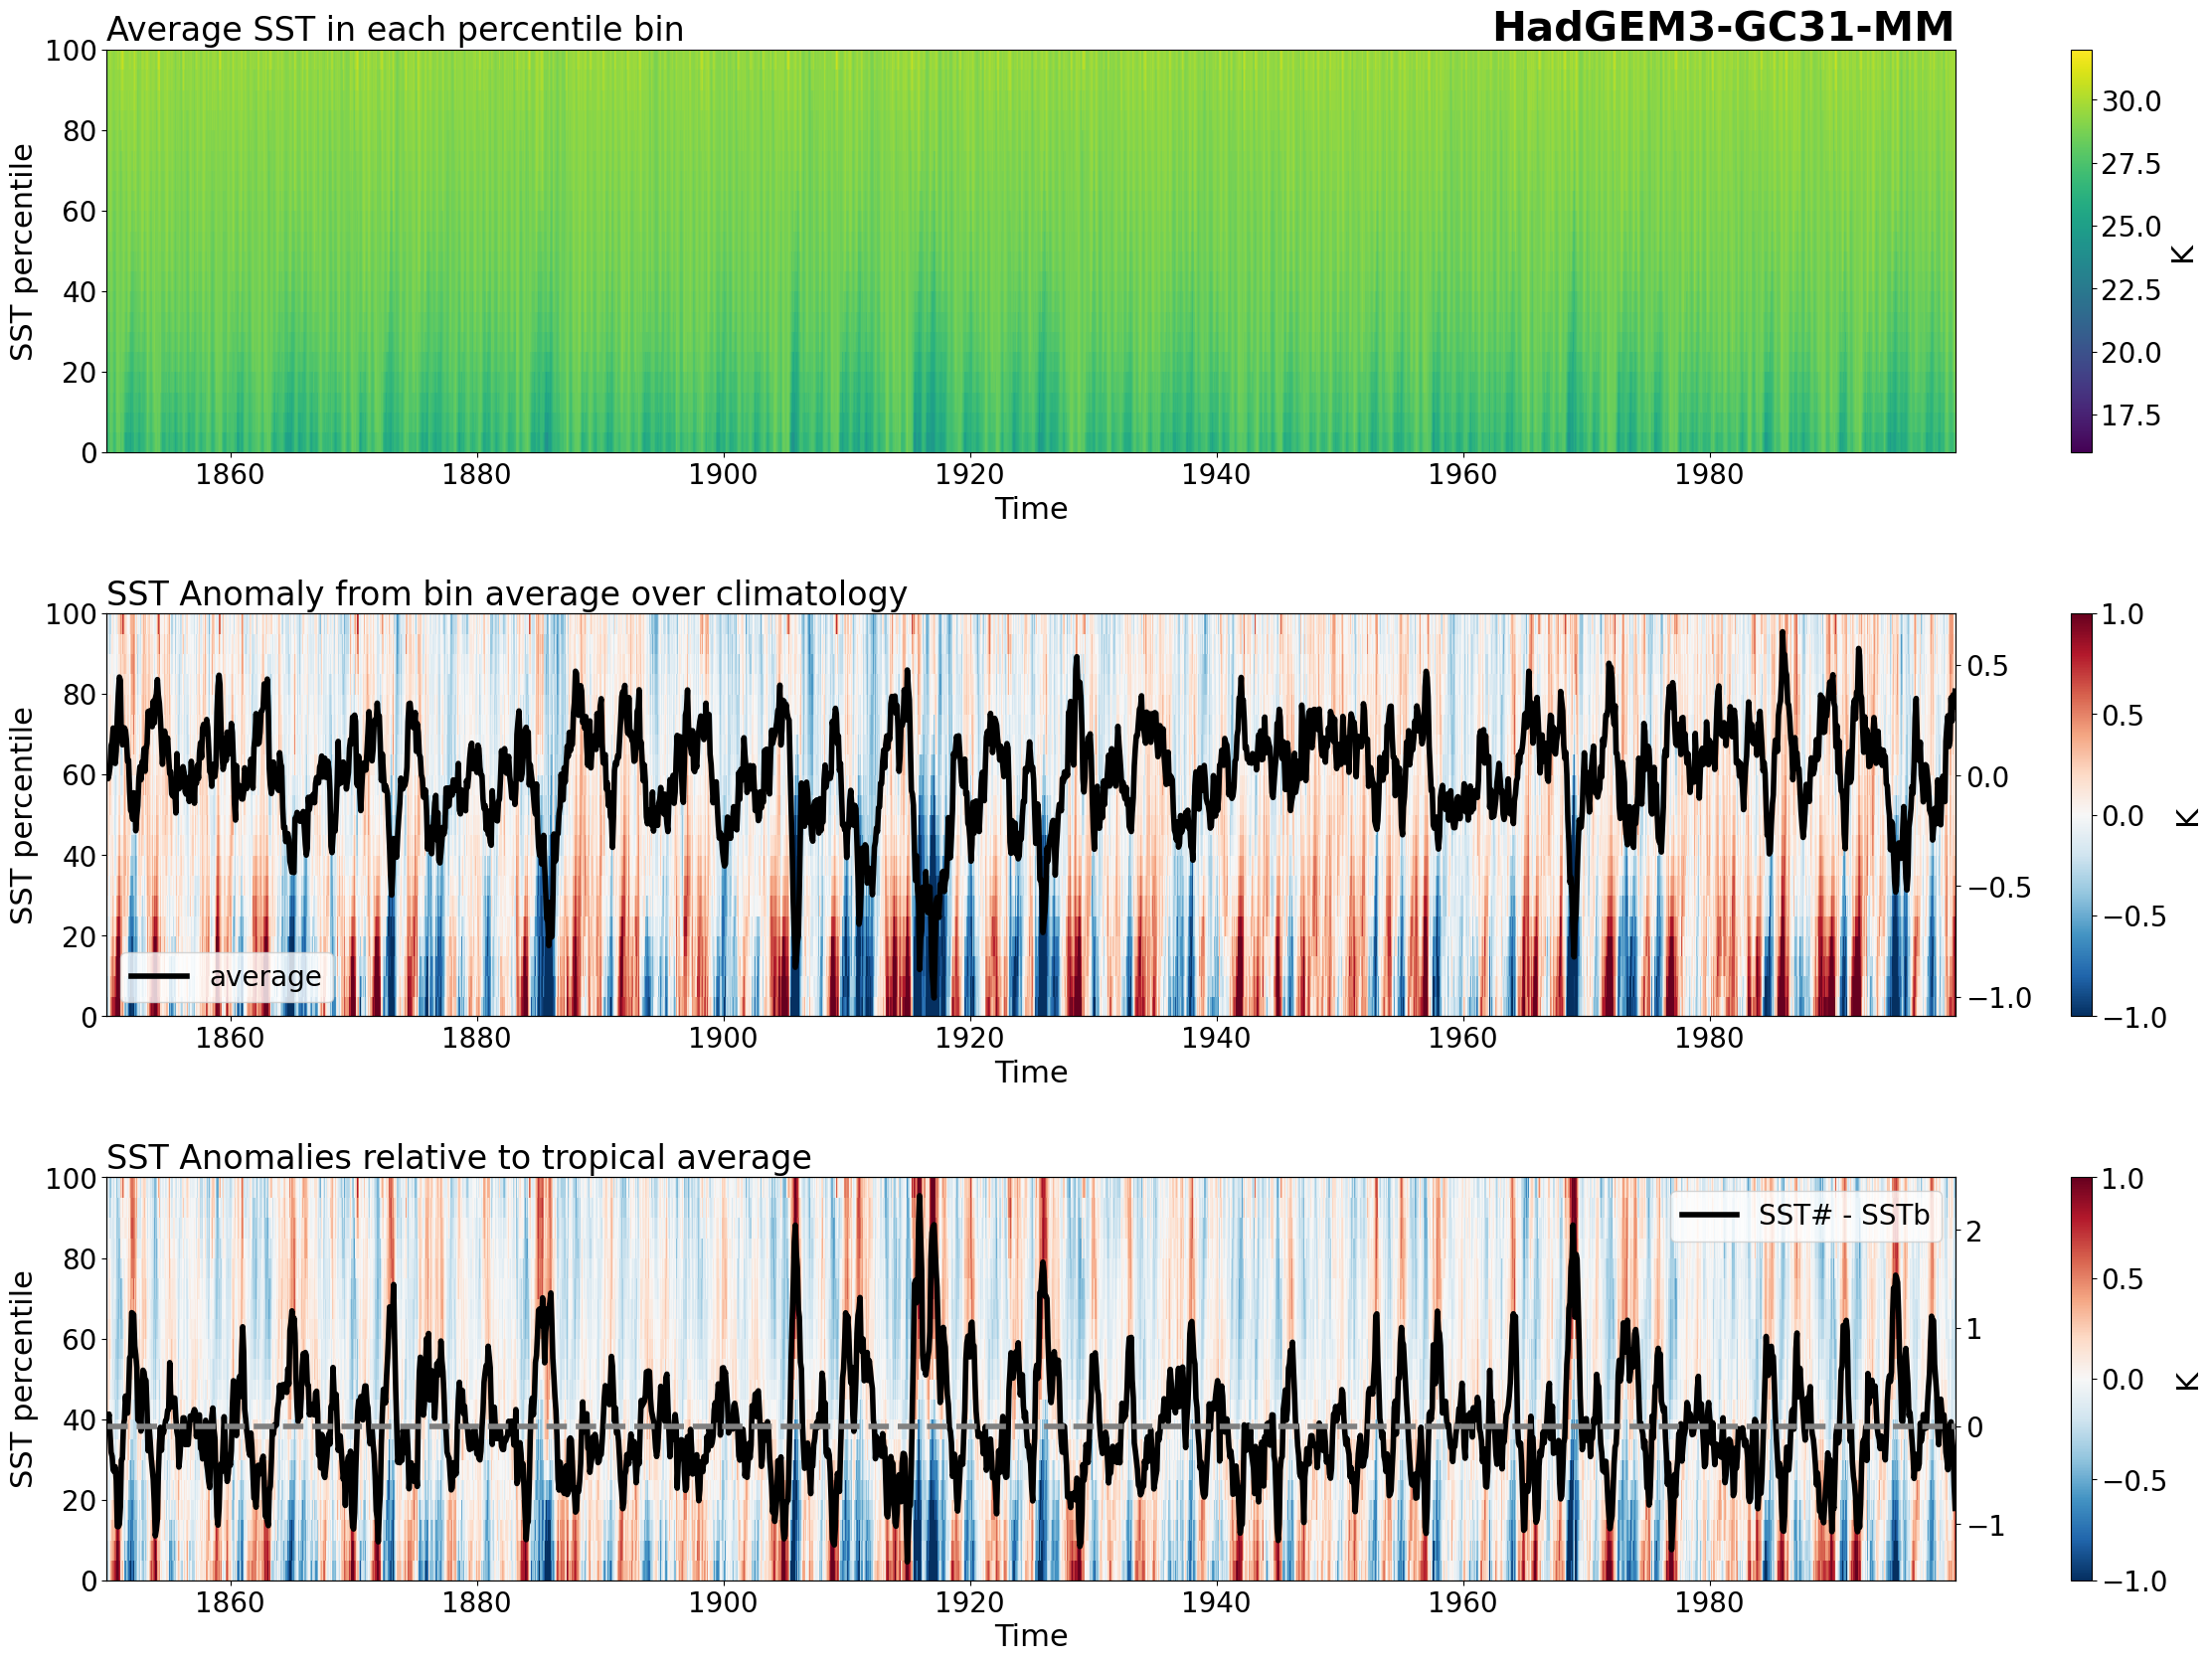 Average SST in each percentile bin
HadGEM3-GC31-MM
100
80
60
40
20
0
SST percentile
1860 1880 1900 1920 1940 1960 1980
Time
30.0
27.5
25.0
22.5
20.0
17.5
K
SST Anomaly from bin average over climatology
100
80
60
40
20
0
SST percentile
average
1860 1880 1900 1920 1940 1960 1980
Time
0.5
0.0
−0.5
−1.0
1.0
0.5
0.0
−0.5
−1.0
K
SST Anomalies relative to tropical average
100
80
60
40
20
0
SST percentile
SST# - SSTb
1860 1880 1900 1920 1940 1960 1980
Time
2
1
0
−1
1.0
0.5
0.0
−0.5
−1.0
K